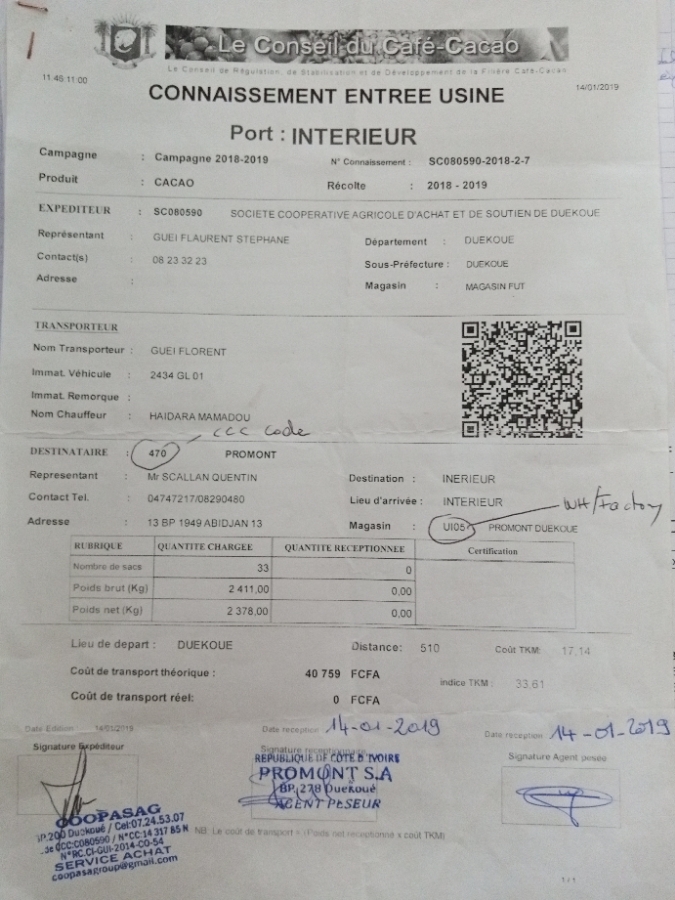 Le Conseil du Café-Cacao
Le Conseil de Régulation, de Stabilisation et de Développement de la Filière Café-Cacao
11:46:11:00
14/01/2019
CONNAISSEMENT ENTREE USINE
Port : INTERIEUR
Campagne : Campagne 2018-2019 N° Connaissement : SC080590-2018-2-7
Produit : CACAO Récolte : 2018 - 2019
EXPEDITEUR : SC080590 SOCIETE COOPERATIVE AGRICOLE D'ACHAT ET DE SOUTIEN DE DUEKOUE
Représentant : GUEI FLAURENT STEPHANE Département : DUEKOUE
Contact(s) : 08 23 32 23 Sous-Préfecture : DUEKOUE
Adresse : Magasin : MAGASIN FUT
TRANSPORTEUR
Nom Transporteur : GUEI FLORENT
Immat. Véhicule : 2434 GL 01
Immat. Remorque :
Nom Chauffeur : HAIDARA MAMADOU
ccc code
DESTINATAIRE : 470 PROMONT
Representant : Mr SCALLAN QUENTIN Destination : INERIEUR
Contact Tel. : 04747217/08290480 Lieu d'arrivée : INTERIEUR
WH/Factory
Adresse : 13 BP 1949 ABIDJAN 13 Magasin : UI057 PROMONT DUEKOUE
RUBRIQUE QUANTITE CHARGEE QUANTITE RECEPTIONNEE Certification
Nombre de sacs 33 0
Poids brut (Kg) 2 411,00 0,00
Poids net (Kg) 2 378,00 0,00
Lieu de depart : DUEKOUE Distance: 510 Coût TKM: 17,14
Coût de transport théorique : 40 759 FCFA indice TKM : 33,61
Coût de transport réel: 0 FCFA
Date Edition : 14/01/2019 Date reception 14-01-2019 Date reception 14-01-2019
Signature Expéditeur Signature receptionnaire Signature Agent pesée
REPUBLIQUE DE COTE D'IVOIRE
PROMONT S.A
BP 278 Duekoué
AGENT PESEUR
COOPASAG
BP.200 Duekoué / Cel:07.24.53.07
CCC:C080590 / N°CC:14 317 85 N
N°RC.CI-GUI-2014-CO-54
SERVICE ACHAT
coopasagroup@gmail.com
NB: Le coût de transport = (Poids net réceptionné x coût TKM)
1 / 1